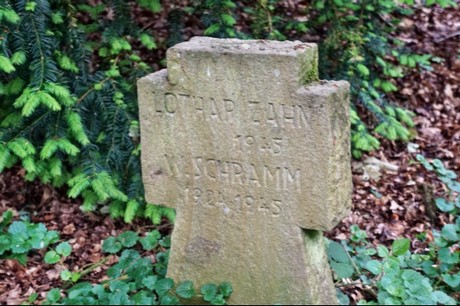 LOTHAR ZAHN
1945
W. SCHRAMM
1924 1945